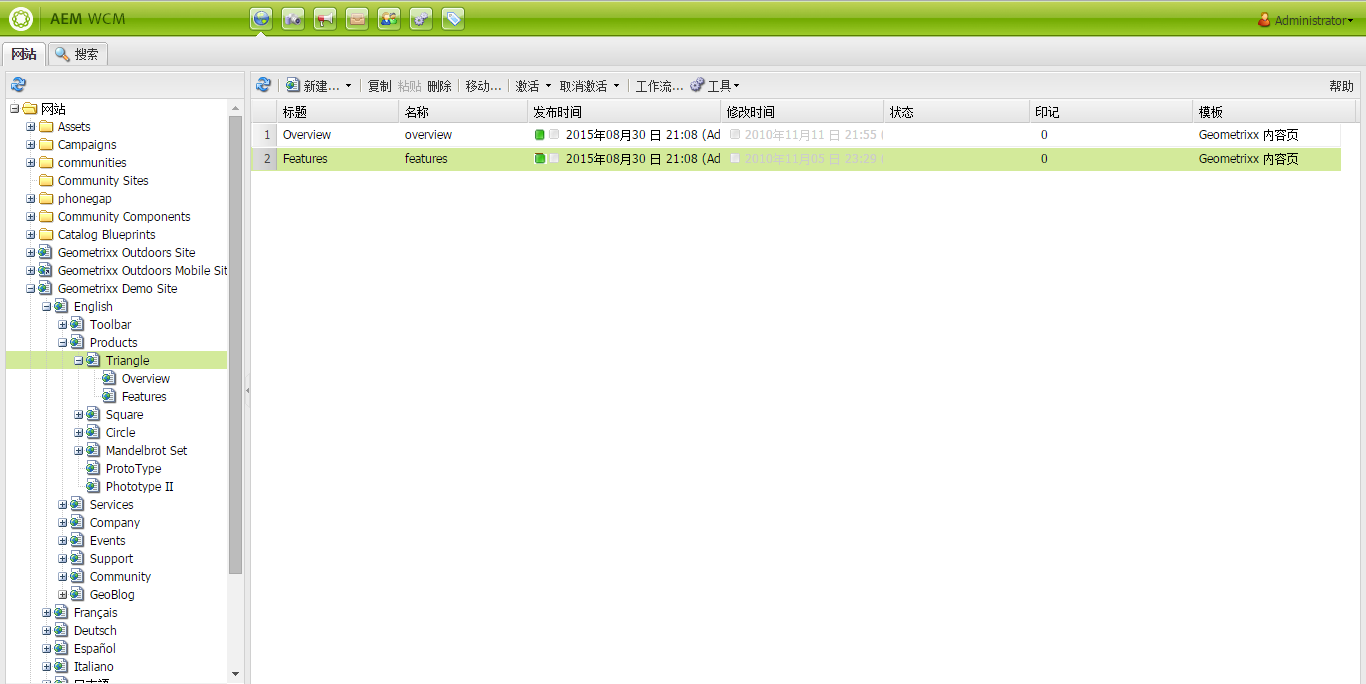 AEM WCM
Administrator
网站 搜索
新建... 复制 粘贴 删除 移动... 激活 取消激活 工作流... 工具 帮助
网站
Assets
Campaigns
communities
Community Sites
phonegap
Community Components
Catalog Blueprints
Geometrixx Outdoors Site
Geometrixx Outdoors Mobile Sit
Geometrixx Demo Site
English
Toolbar
Products
Triangle
Overview
Features
Square
Circle
Mandelbrot Set
ProtoType
Phototype II
Services
Company
Events
Support
Community
GeoBlog
Français
Deutsch
Español
Italiano
标题 名称 发布时间 修改时间 状态 印记 模板
1 Overview overview 2015年08月30 日 21:08 (Ad 2010年11月11 日 21:55 ( 0 Geometrixx 内容页
2 Features features 2015年08月30 日 21:08 (Ad 2010年11月05 日 23:29 ( 0 Geometrixx 内容页